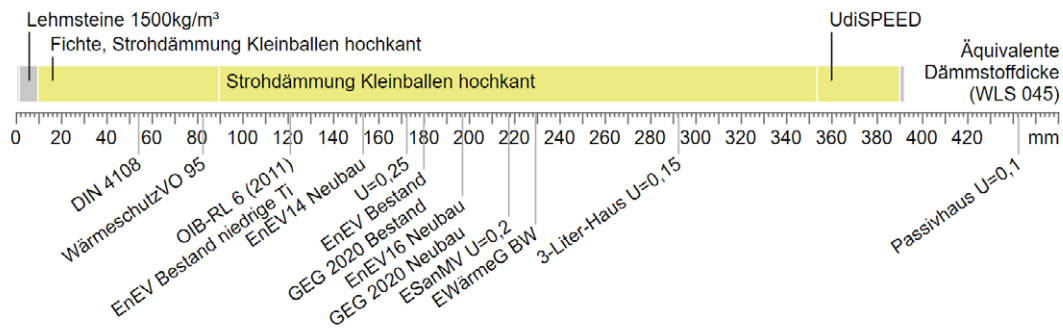 Lehmsteine 1500kg/m³
UdiSPEED
Fichte, Strohdämmung Kleinballen hochkant
Äquivalente
Dämmstoffdicke
(WLS 045)
Strohdämmung Kleinballen hochkant
0 20 40 60 80 100 120 140 160 180 200 220 240 260 280 300 320 340 360 380 400 420 mm
DIN 4108
WärmeschutzVO 95
OIB-RL 6 (2011)
EnEV Bestand niedrige Ti
EnEV14 Neubau
U=0,25
EnEV Bestand
GEG 2020 Bestand
EnEV16 Neubau
GEG 2020 Neubau
ESanMV U=0,2
EWärmeG BW
3-Liter-Haus U=0,15
Passivhaus U=0,1